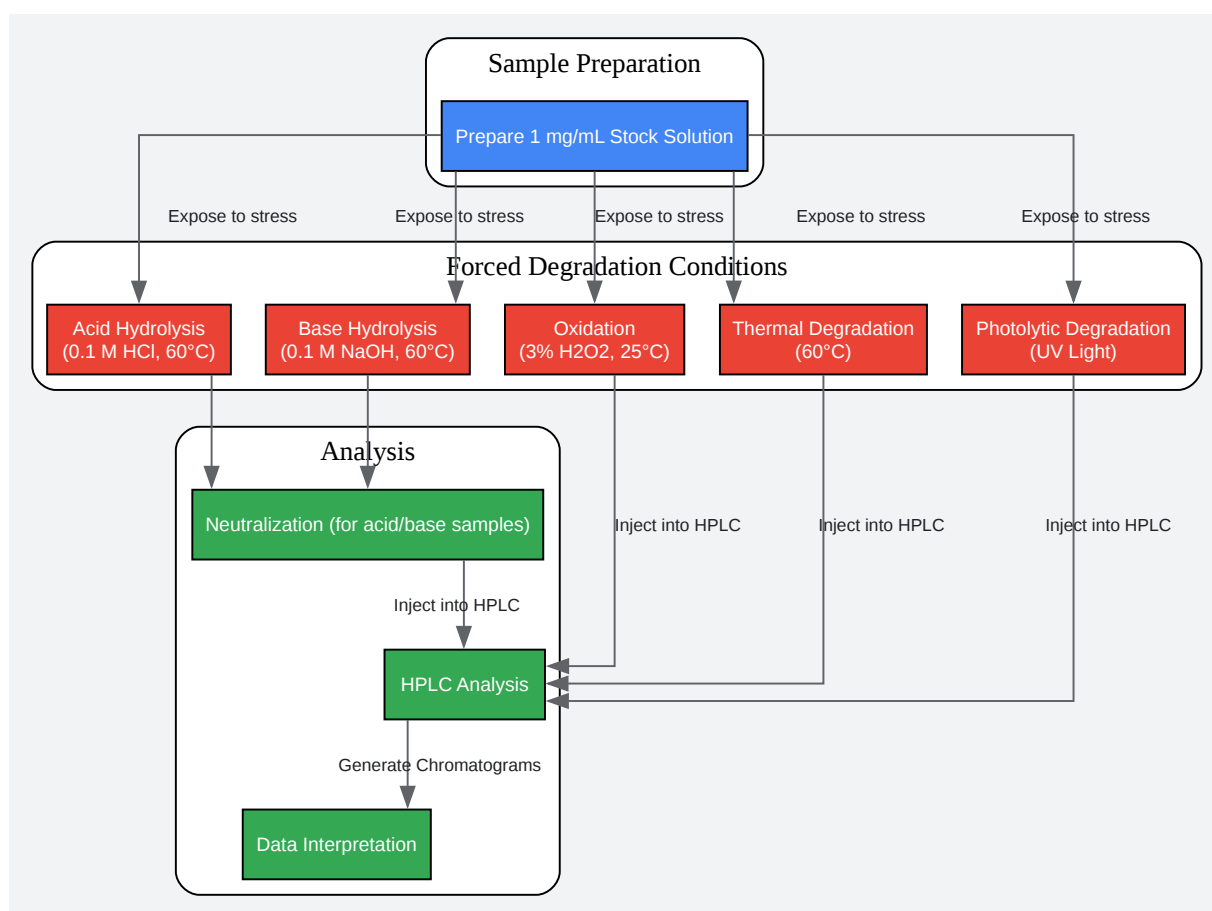 Sample Preparation
Prepare 1 mg/mL Stock Solution
Expose to stress
Expose to stress
Expose to stress
Expose to stress
Expose to stress
Forced Degradation Conditions
Acid Hydrolysis
(0.1 M HCl, 60°C)
Base Hydrolysis
(0.1 M NaOH, 60°C)
Oxidation
(3% H2O2, 25°C)
Thermal Degradation
(60°C)
Photolytic Degradation
(UV Light)
Analysis
Neutralization (for acid/base samples)
Inject into HPLC
Inject into HPLC
Inject into HPLC
Inject into HPLC
HPLC Analysis
Generate Chromatograms
Data Interpretation